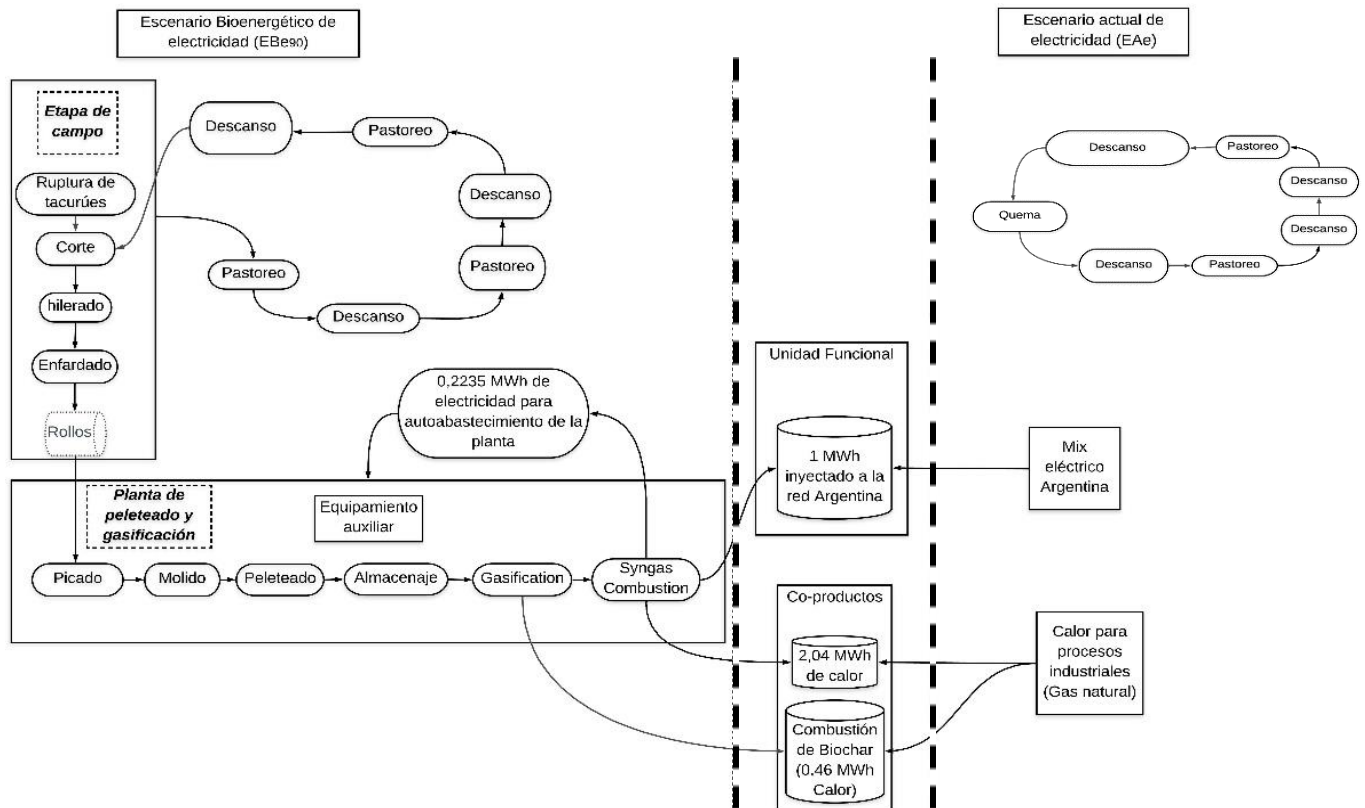 Escenario Bioenergético de
electricidad (EBe90)
Escenario actual de
electricidad (EAe)
Etapa de
campo
Ruptura de
tacurúes
Corte
hilerado
Enfardado
Rollos
Descanso
Pastoreo
Descanso
Pastoreo
Descanso
Pastoreo
Descanso
Pastoreo
Descanso
Descanso
Pastoreo
Descanso
Quema
0,2235 MWh de
electricidad para
autoabastecimiento de la
planta
Planta de
peleteado y
gasificación
Equipamiento
auxiliar
Picado
Molido
Peleteado
Almacenaje
Gasification
Syngas
Combustion
Unidad Funcional
1 MWh
inyectado a la
red Argentina
Mix
eléctrico
Argentina
Co-productos
2,04 MWh
de calor
Combustión
de Biochar
(0.46 MWh
Calor)
Calor para
procesos
industriales
(Gas natural)